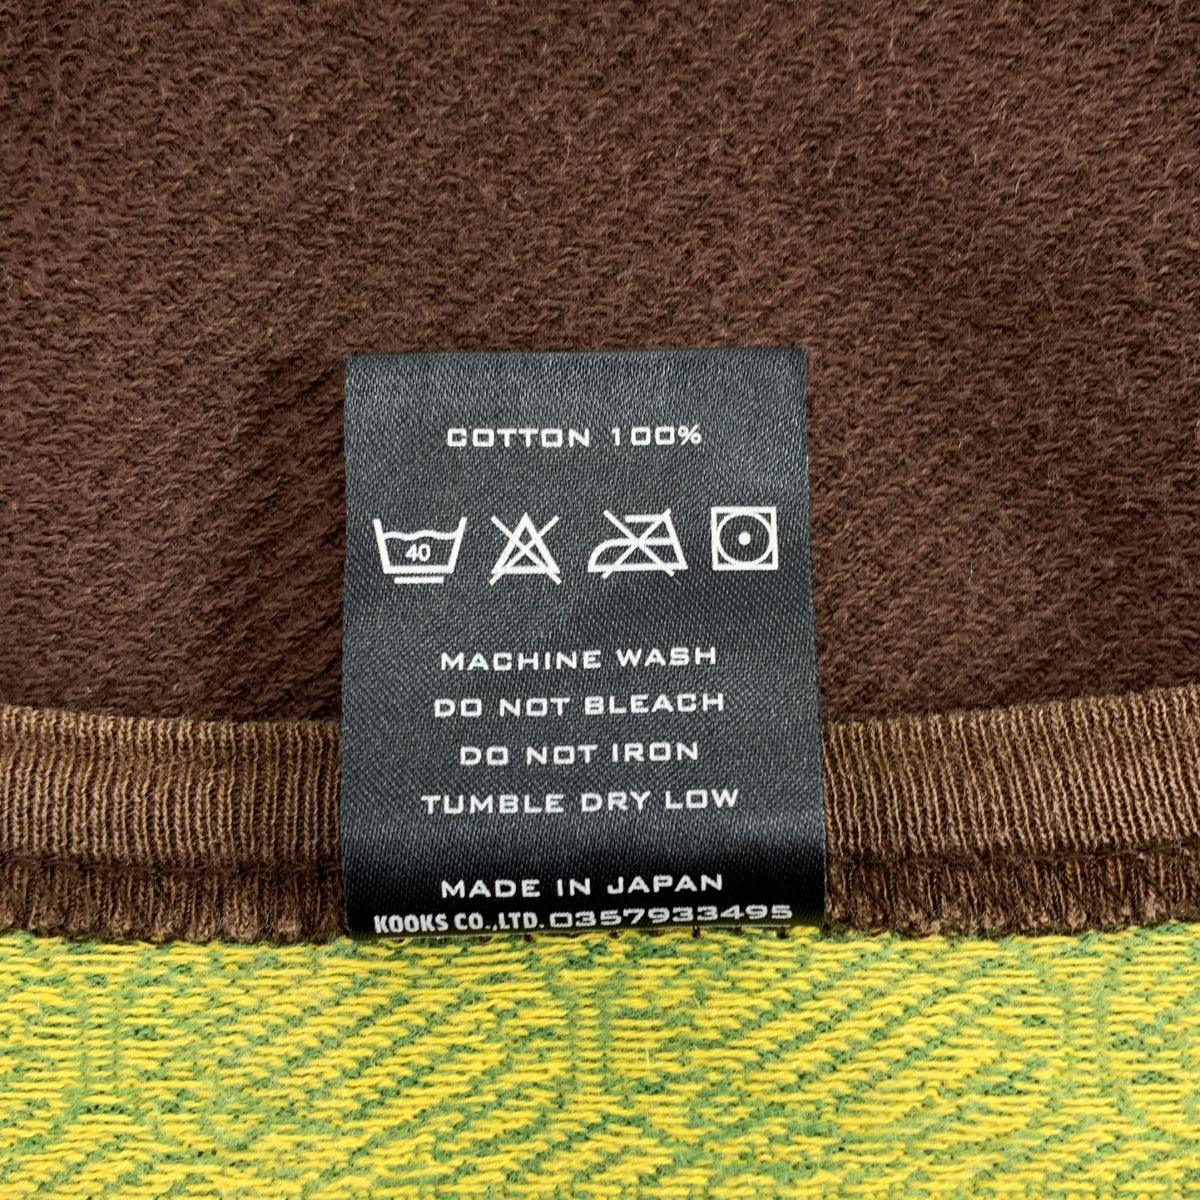 COTTON 100%
40
MACHINE WASH
DO NOT BLEACH
DO NOT IRON
TUMBLE DRY LOW
MADE IN JAPAN
KOOKS CO.,LTD. 0357933495